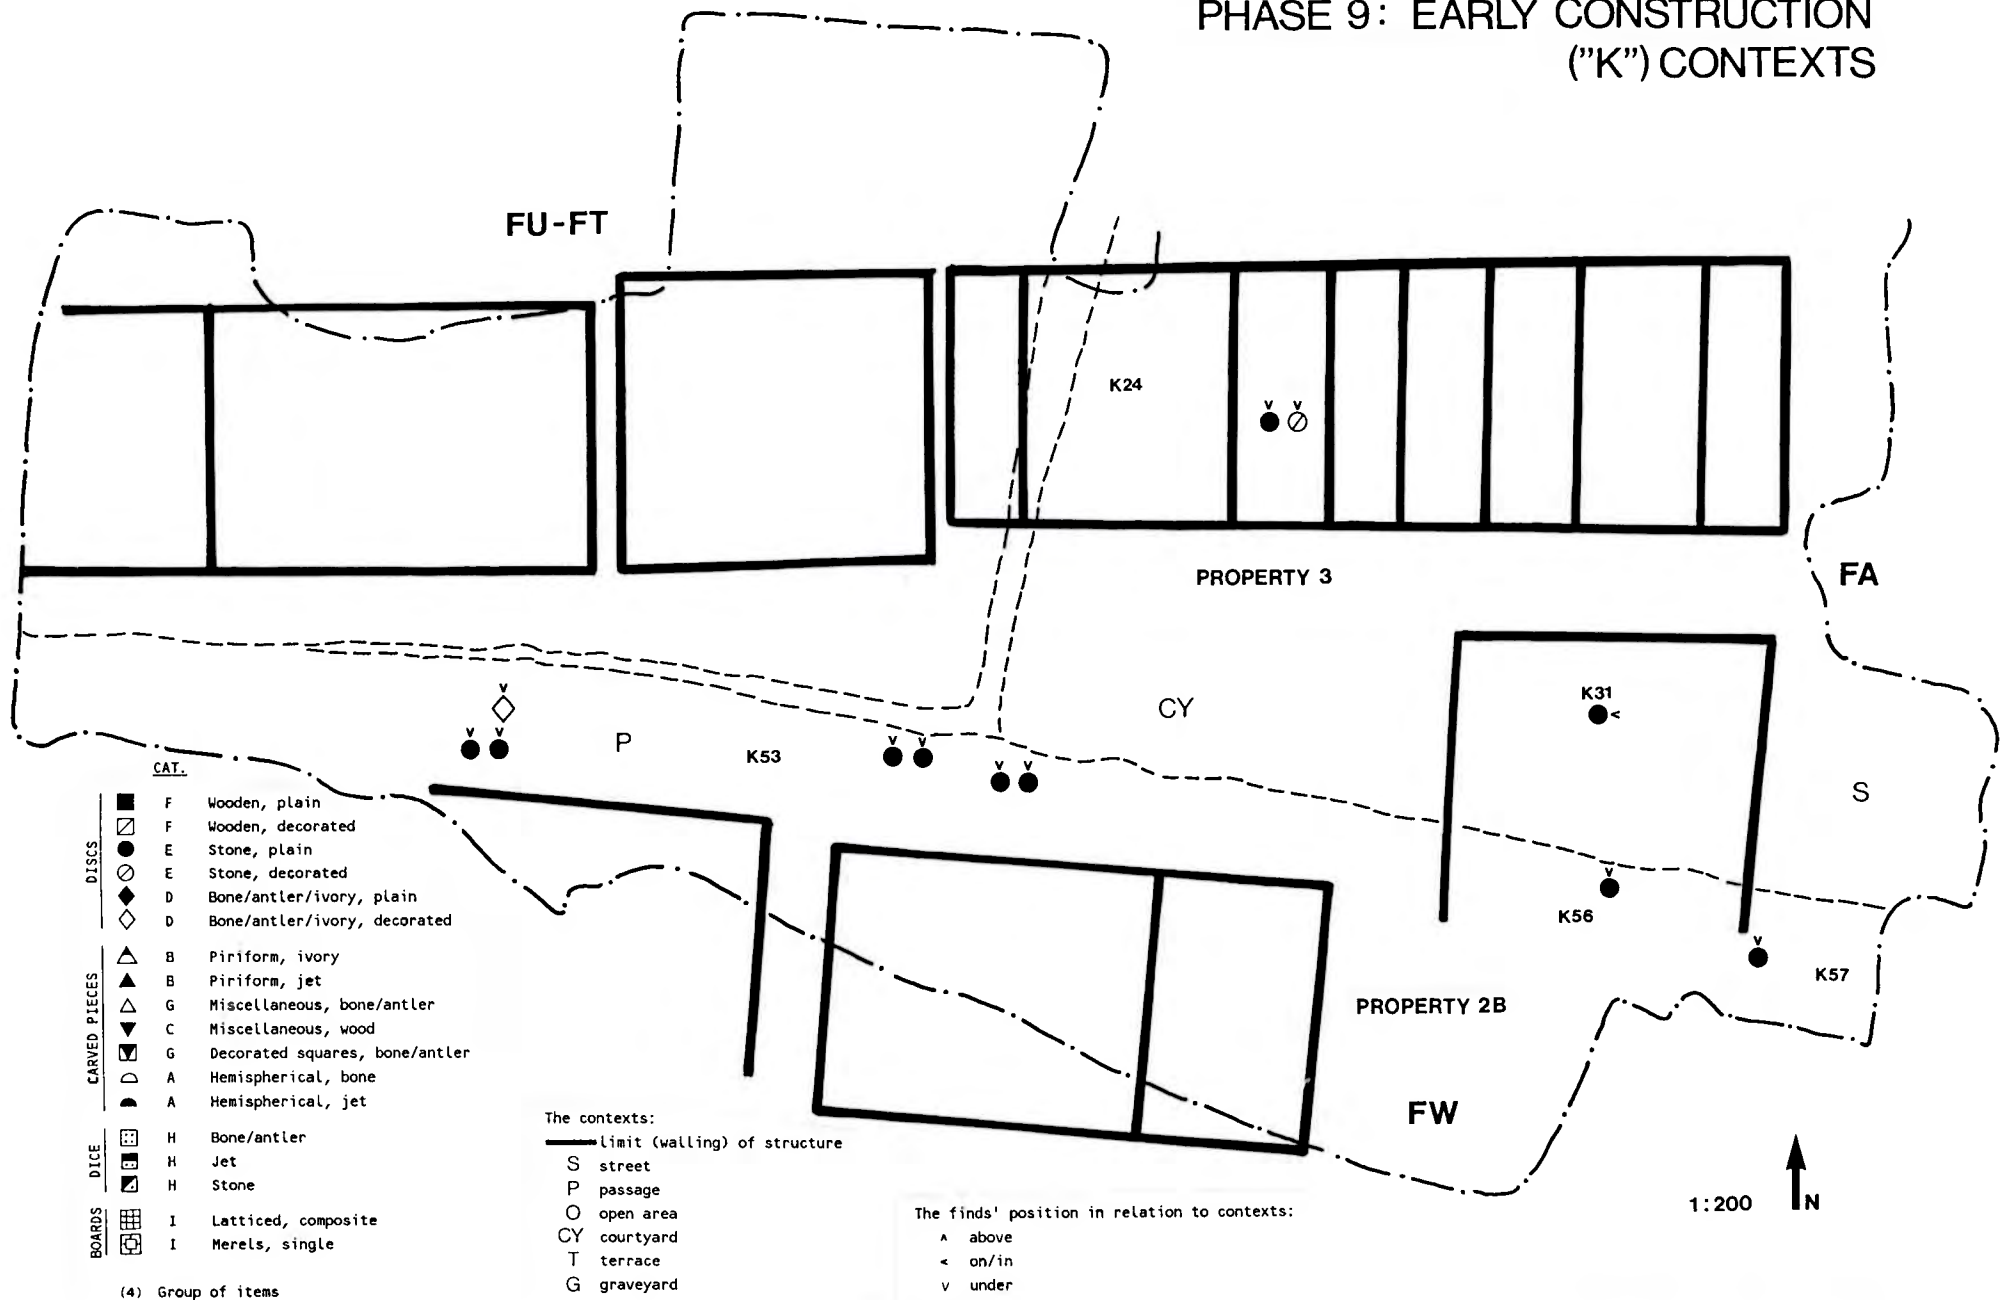 PHASE 9: EARLY CONSTRUCTION
("K") CONTEXTS
FU-FT
K24
PROPERTY 3
FA
K31
CY
P
K53
S
K56
K57
PROPERTY 2B
FW
1:200
N
CAT.
DISCS
F Wooden, plain
F Wooden, decorated
E Stone, plain
E Stone, decorated
D Bone/antler/ivory, plain
D Bone/antler/ivory, decorated
CARVED PIECES
B Piriform, ivory
B Piriform, jet
G Miscellaneous, bone/antler
C Miscellaneous, wood
G Decorated squares, bone/antler
A Hemispherical, bone
A Hemispherical, jet
DICE
H Bone/antler
H Jet
H Stone
BOARDS
I Latticed, composite
I Merels, single
(4) Group of items
The contexts:
limit (walling) of structure
S street
P passage
O open area
CY courtyard
T terrace
G graveyard
The finds' position in relation to contexts:
∧ above
< on/in
∨ under